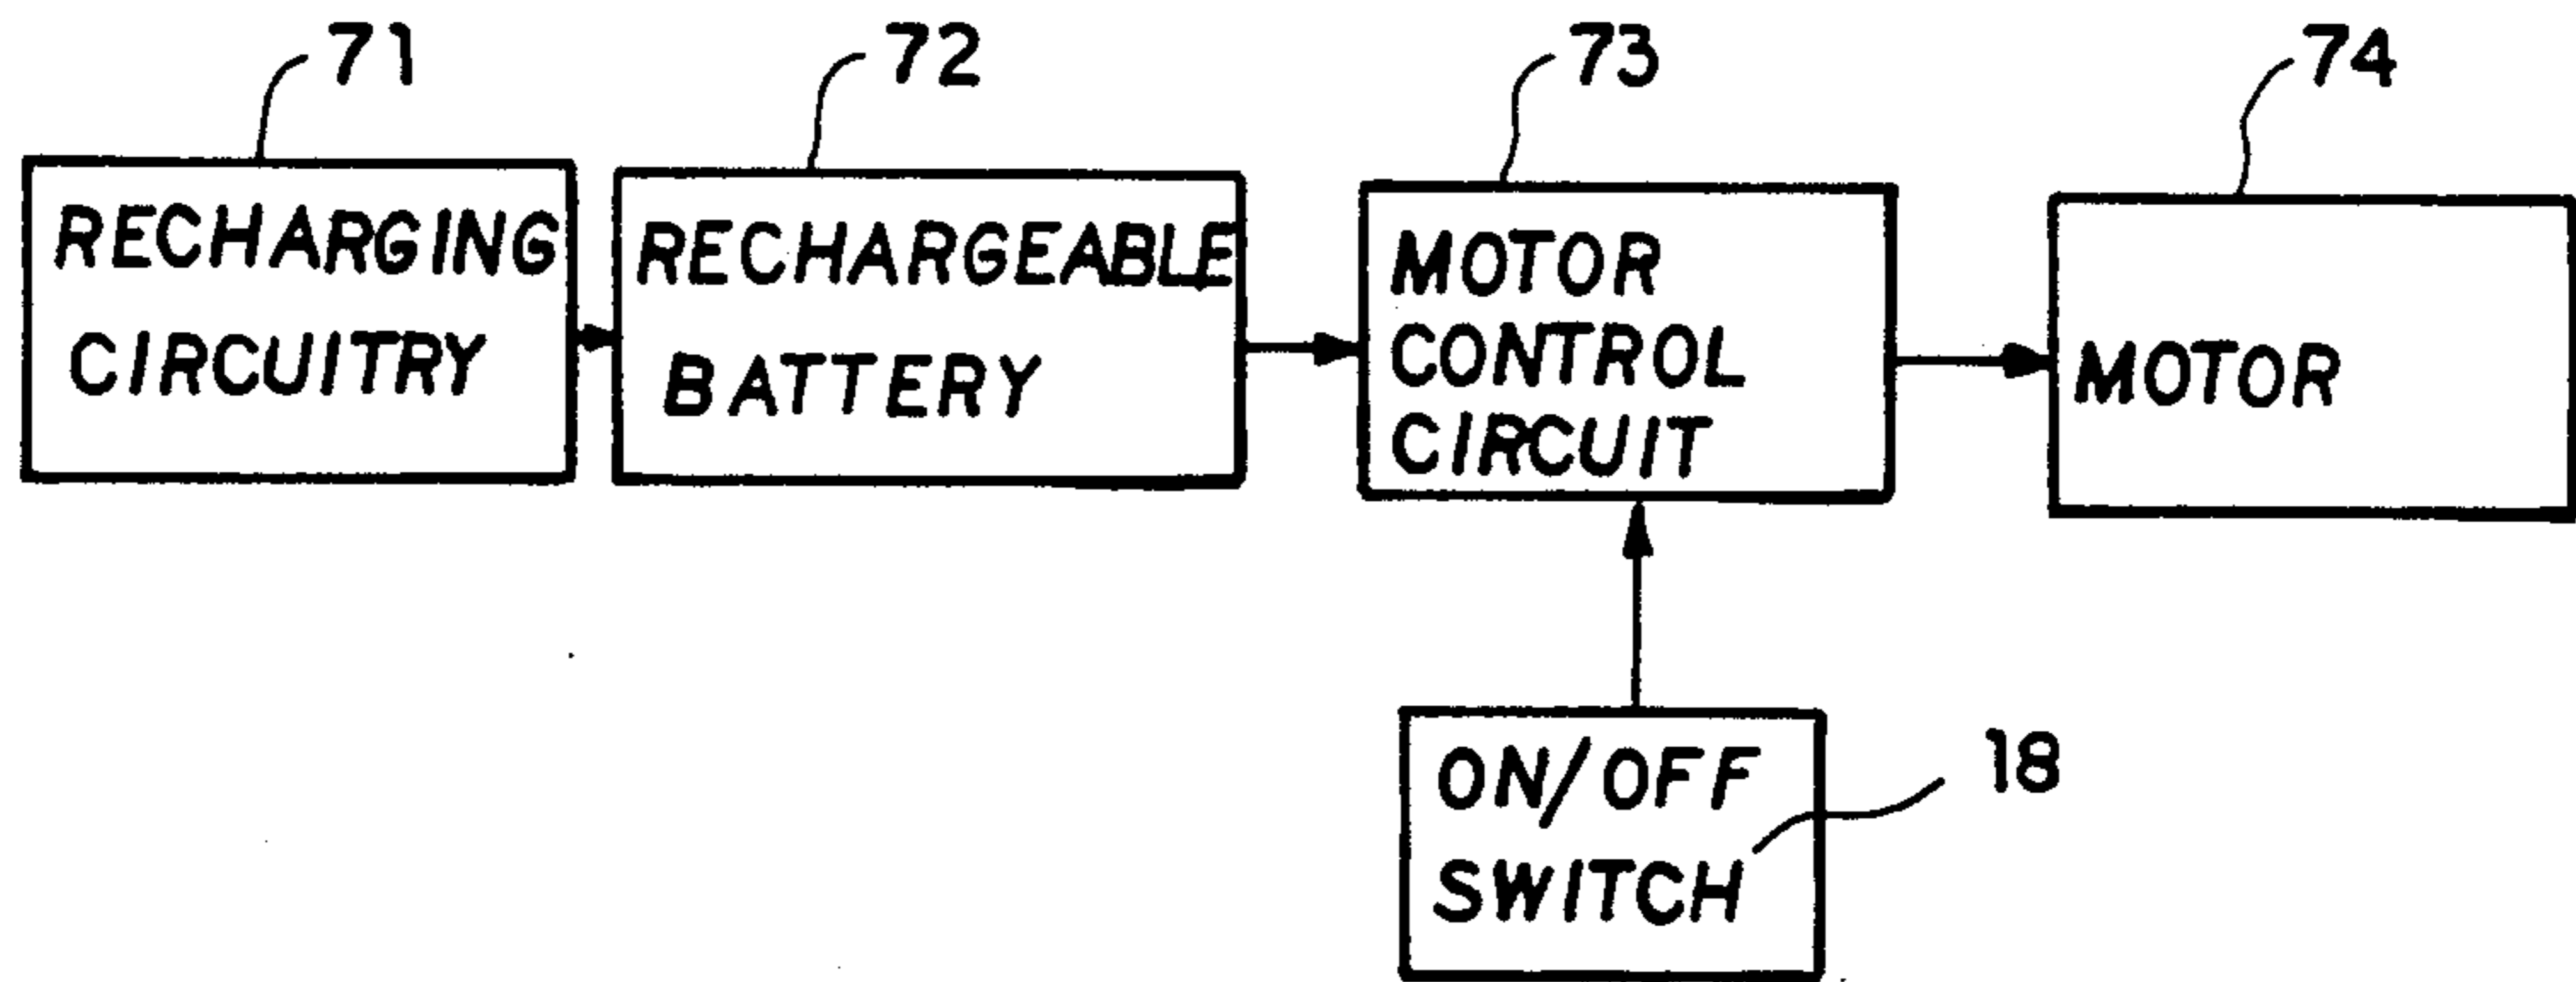 71
72
73
74
RECHARGING
CIRCUITRY
RECHARGEABLE
BATTERY
MOTOR
CONTROL
CIRCUIT
MOTOR
ON/OFF
SWITCH
18